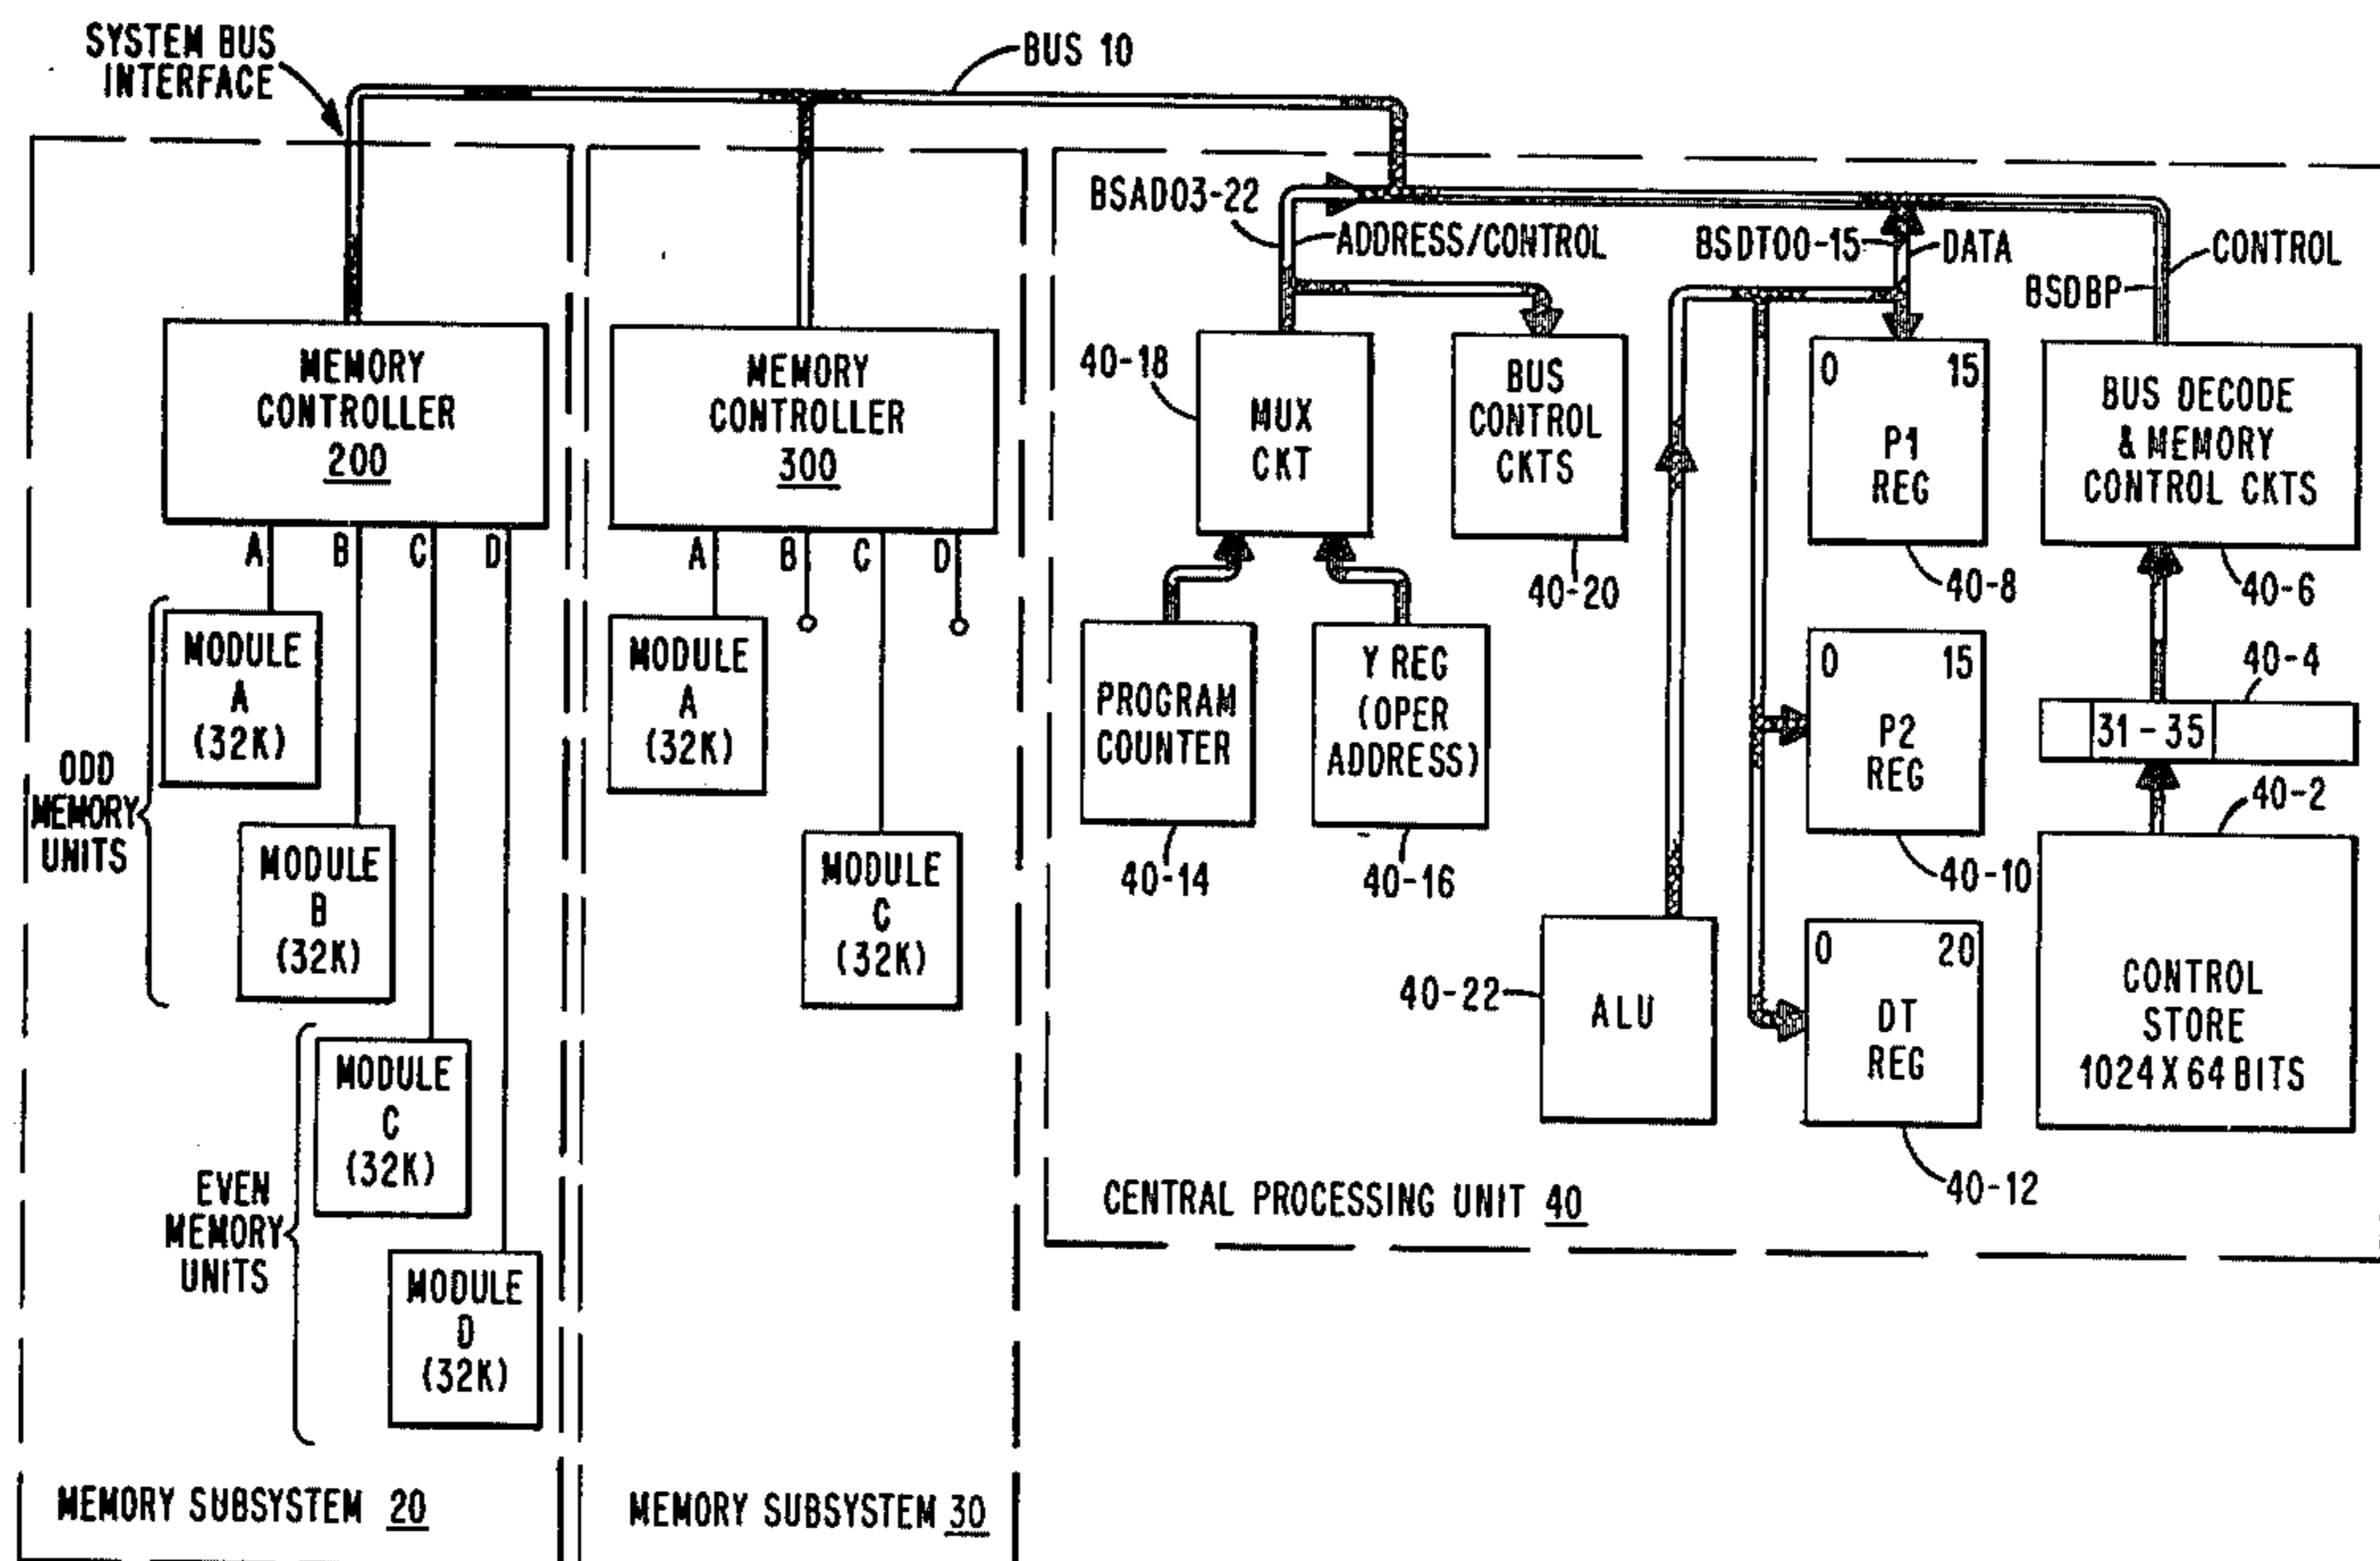 SYSTEM BUS
INTERFACE
BUS 10
BSAD03-22
ADDRESS/CONTROL
BSDT00-15
DATA
CONTROL
BSDBP
MEMORY
CONTROLLER
200
A B C D
MEMORY
CONTROLLER
300
A B C D
40-18
MUX
CKT
BUS
CONTROL
CKTS
40-20
0 15
P1
REG
40-8
BUS DECODE
& MEMORY
CONTROL CKTS
40-6
MODULE
A
(32K)
ODD
MEMORY
UNITS
MODULE
B
(32K)
MODULE
C
(32K)
EVEN
MEMORY
UNITS
MODULE
D
(32K)
MEMORY SUBSYSTEM 20
MODULE
A
(32K)
MODULE
C
(32K)
MEMORY SUBSYSTEM 30
PROGRAM
COUNTER
40-14
Y REG
(OPER
ADDRESS)
40-16
0 15
P2
REG
40-10
40-4
31-35
40-2
40-22
ALU
0 20
DT
REG
40-12
CONTROL
STORE
1024 X 64 BITS
CENTRAL PROCESSING UNIT 40